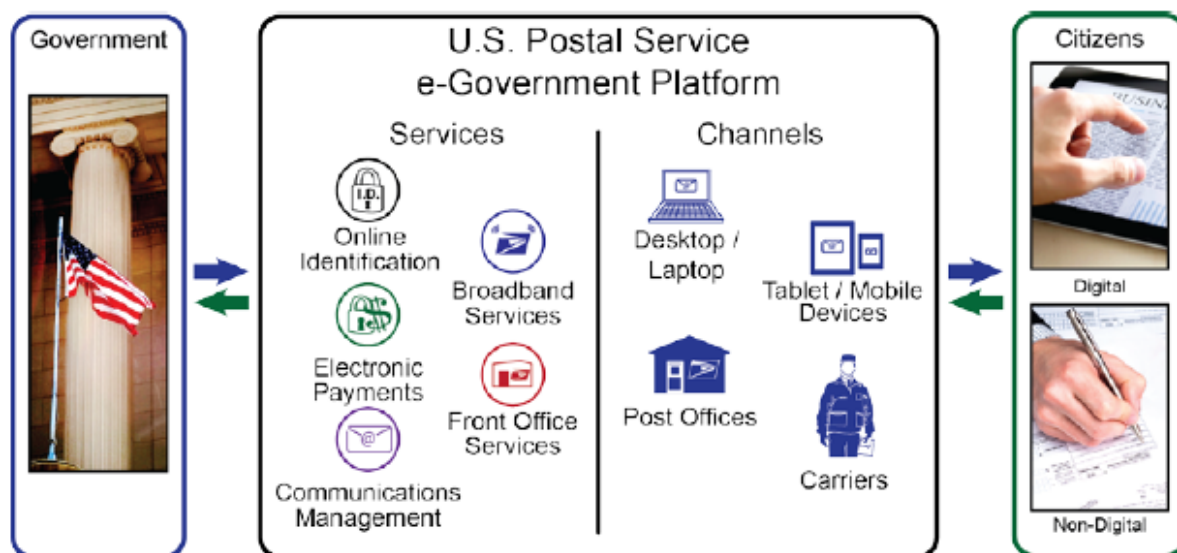 Government
U.S. Postal Service
e-Government Platform
Services
I.D.
Online
Identification
Broadband
Services
Electronic
Payments
Front Office
Services
@
Communications
Management
Channels
Desktop /
Laptop
Tablet / Mobile
Devices
Post Offices
Carriers
Citizens
BUSIN
Digital
Non-Digital